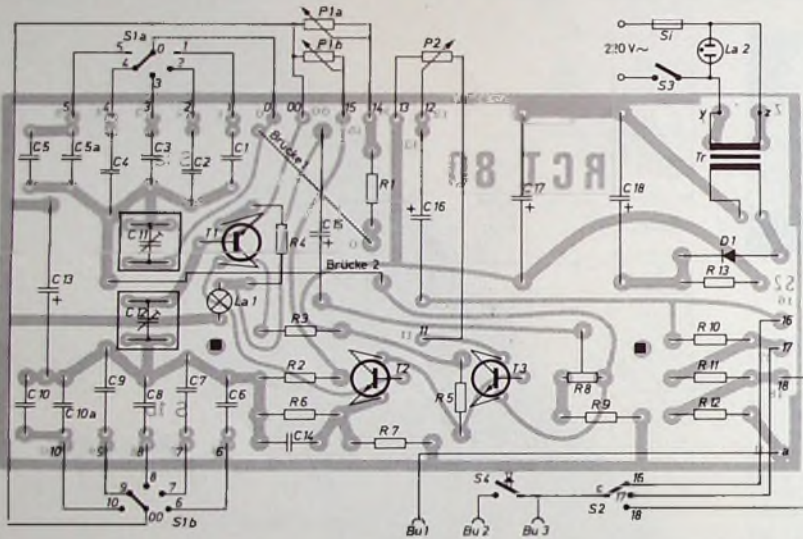 P1a
S1a
P1b
P2
Si
La 2
220 V~
S3
5 0 1
4 2
3
5 4 3 2 1 0 00 15 14 13 12
y z
Brücke 1
RCT 8C
Tr
C5 C5a C4 C3 C2 C1
R1
C16
C17
C18
C11
T1
R4
C15
D1
Brücke 2
R13
S2
C13
C12
La 1
R3
11
16
17
18
R10
R11
R12
T2
T3
R2
R8
R5
R9
R6
C10 C10a C9 C8 C7 C6
C14
R7
10 9 8 7 6
a
8
9 7
10 6
00
S1b
S4
c
16
17
18
S2
Bu 1
Bu 2
Bu 3